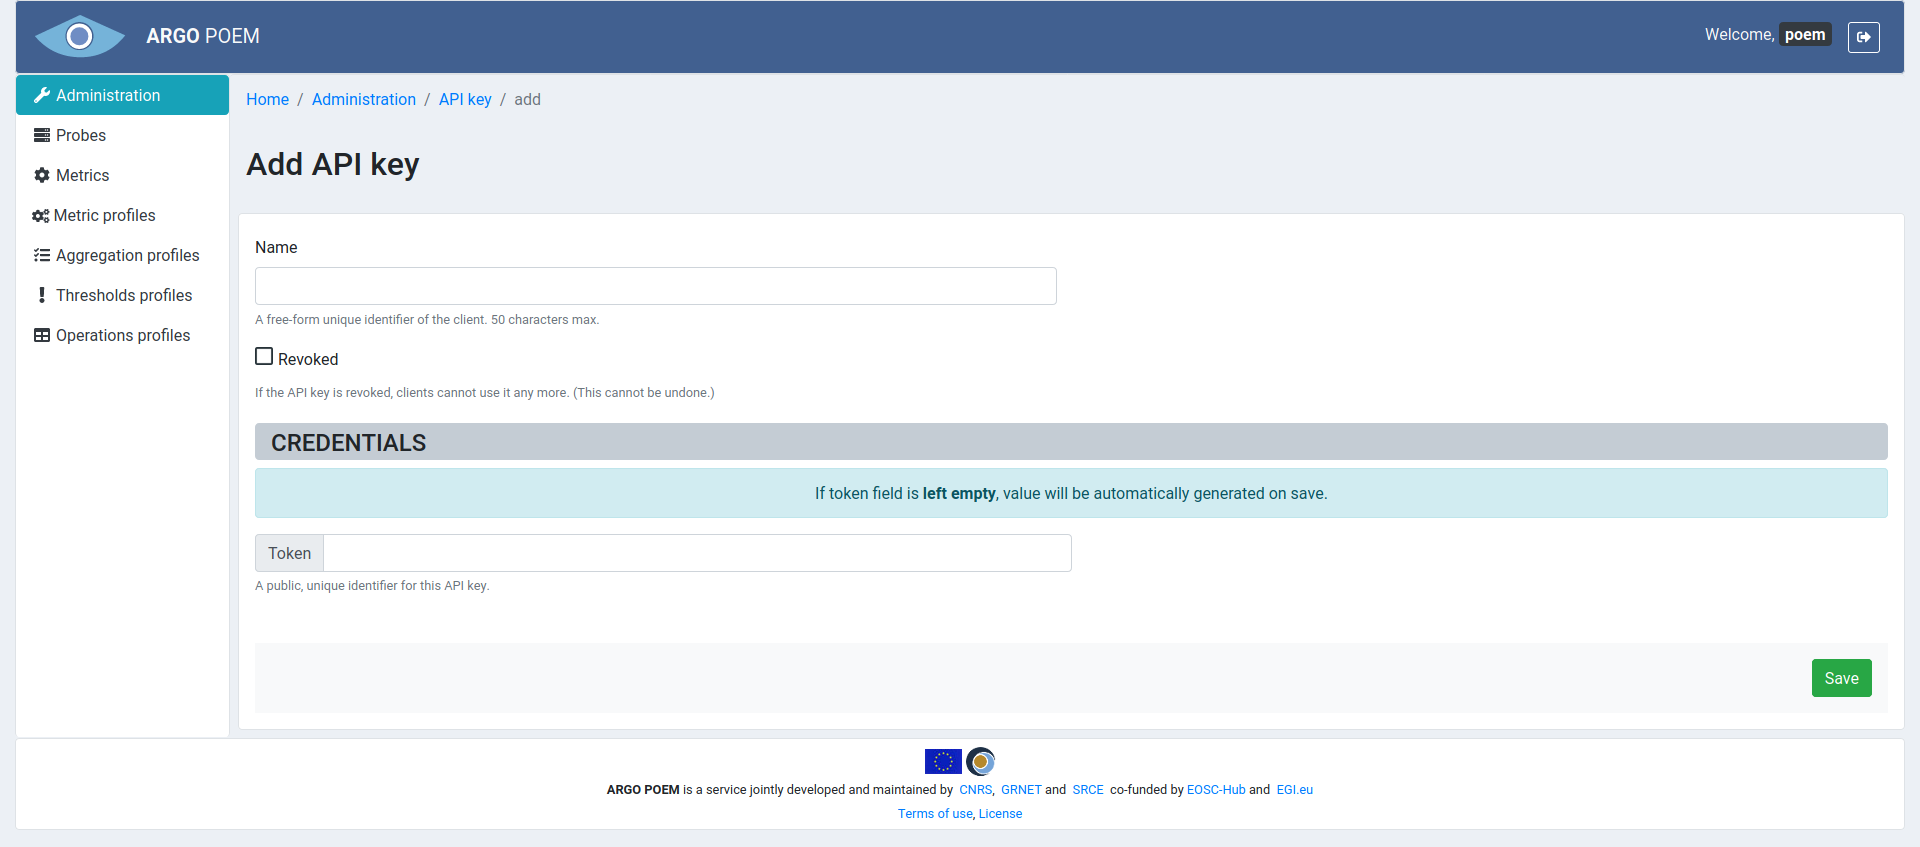 ARGO POEM
Welcome, poem
Administration
Probes
Metrics
Metric profiles
Aggregation profiles
Thresholds profiles
Operations profiles
Home / Administration / API key / add
Add API key
Name
A free-form unique identifier of the client. 50 characters max.
Revoked
If the API key is revoked, clients cannot use it any more. (This cannot be undone.)
CREDENTIALS
If token field is left empty, value will be automatically generated on save.
Token
A public, unique identifier for this API key.
Save
ARGO POEM is a service jointly developed and maintained by CNRS, GRNET and SRCE co-funded by EOSC-Hub and EGI.eu
Terms of use, License